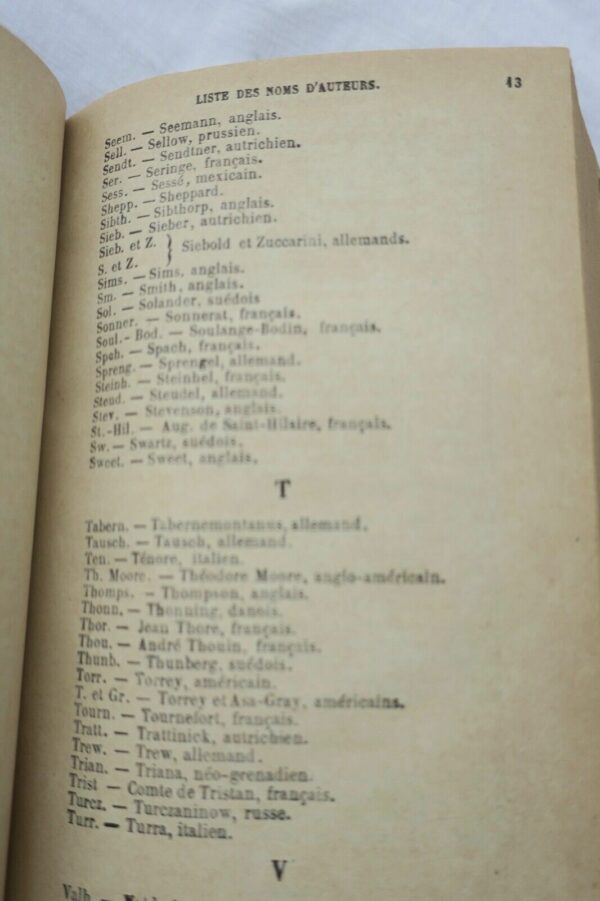 LISTE DES NOMS D'AUTEURS. 43
Seem. — Seemann, anglais.
Sell. — Sellow, prussien.
Sendt. — Sendtner, autrichien.
Ser. — Seringe, français.
Sess. — Sessé, mexicain.
Shepp. — Sheppard.
Sibth. — Sibthorp, anglais.
Sieb. — Sieber, autrichien.
Sieb. et Z. } Siebold et Zuccarini, allemands.
S. et Z.
Sims. — Sims, anglais.
Sm. — Smith, anglais.
Sol. — Solander, suédois
Sonner. — Sonnerat, français.
Soul.-Bod. — Soulange-Bodin, français.
Spch. — Spach, français.
Spreng. — Sprengel, allemand.
Steinh. — Steinhel, français.
Steud. — Steudel, allemand.
Stev. — Stevenson, anglais.
St.-Hil. — Aug. de Saint-Hilaire, français.
Sw. — Swartz, suédois.
Sweet. — Sweet, anglais.
T
Tabern. — Tabernemontanus, allemand.
Tausch. — Tausch, allemand.
Ten. — Ténore, italien.
Th. Moore. — Théodore Moore, anglo-américain.
Thomps. — Thompson, anglais.
Thonn. — Thonning, danois.
Thor. — Jean Thore, français.
Thou. — André Thouin, français.
Thunb. — Thunberg, suédois.
Torr. — Torrey, américain.
T. et Gr. — Torrey et Asa-Gray, américains.
Tourn. — Tournefort, français.
Tratt. — Trattinick, autrichien.
Trew. — Trew, allemand.
Trian. — Triana, néo-grenadien.
Trist — Comte de Tristan, français.
Turcz. — Turczaninow, russe.
Turr. — Turra, italien.
V
Valh. —